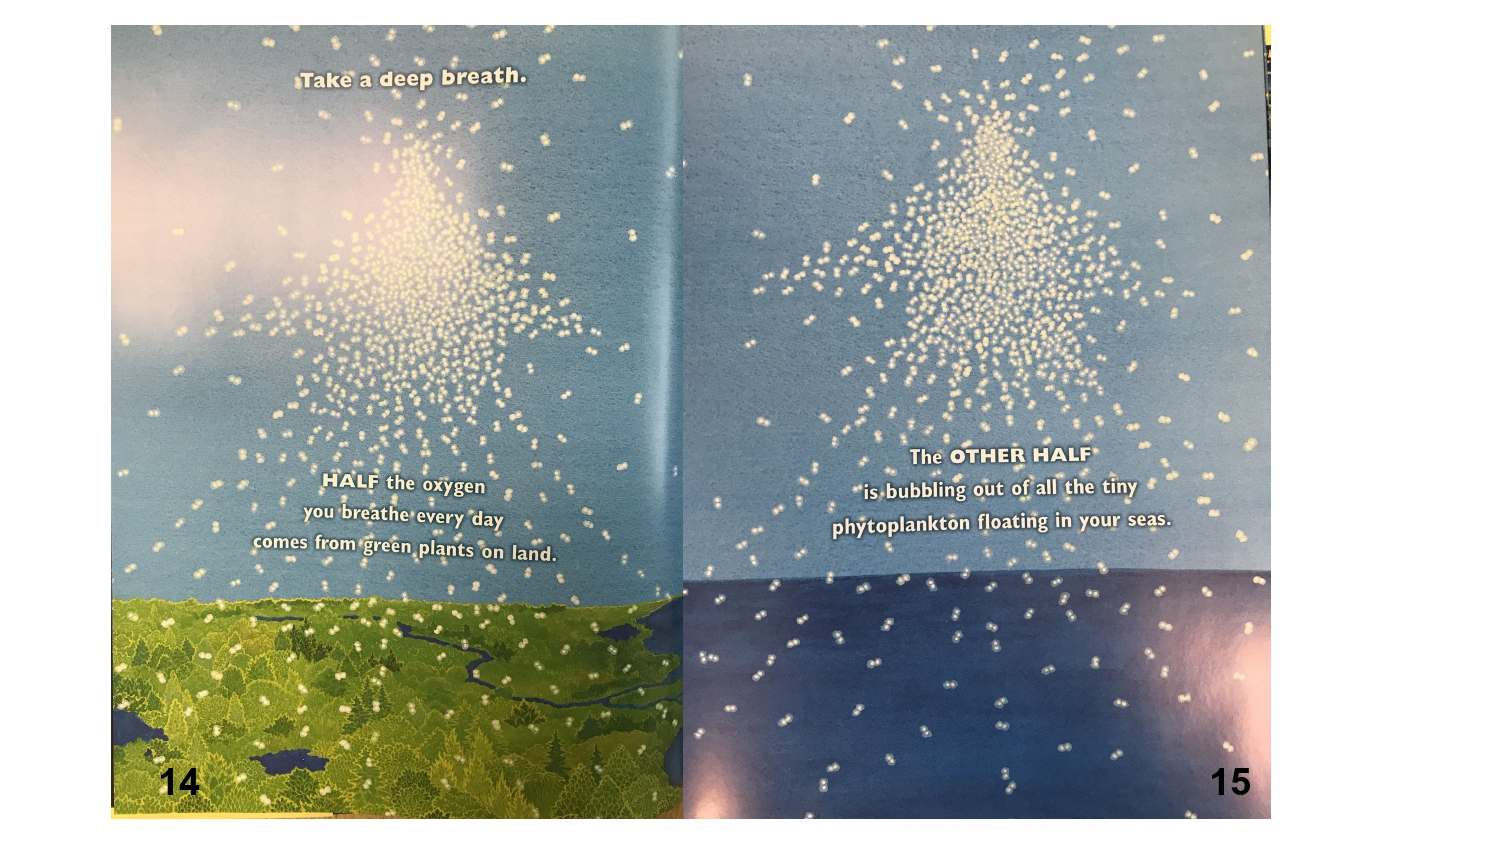 Take a deep breath.
HALF the oxygen
you breathe every day
comes from green plants on land.
14
The OTHER HALF
is bubbling out of all the tiny
phytoplankton floating in your seas.
15